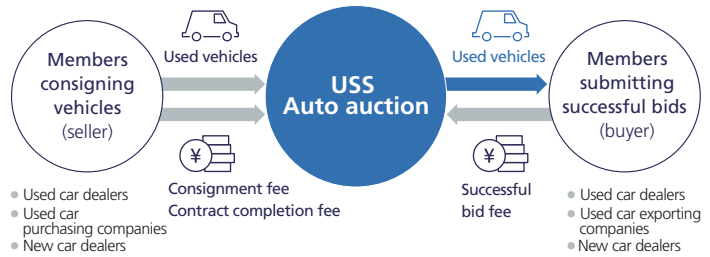 Members
consigning
vehicles
(seller)
Used vehicles
USS
Auto auction
Used vehicles
Members
submitting
successful bids
(buyer)
¥
Consignment fee
Contract completion fee
¥
Successful
bid fee
• Used car dealers
• Used car
purchasing companies
• New car dealers
• Used car dealers
• Used car exporting
companies
• New car dealers